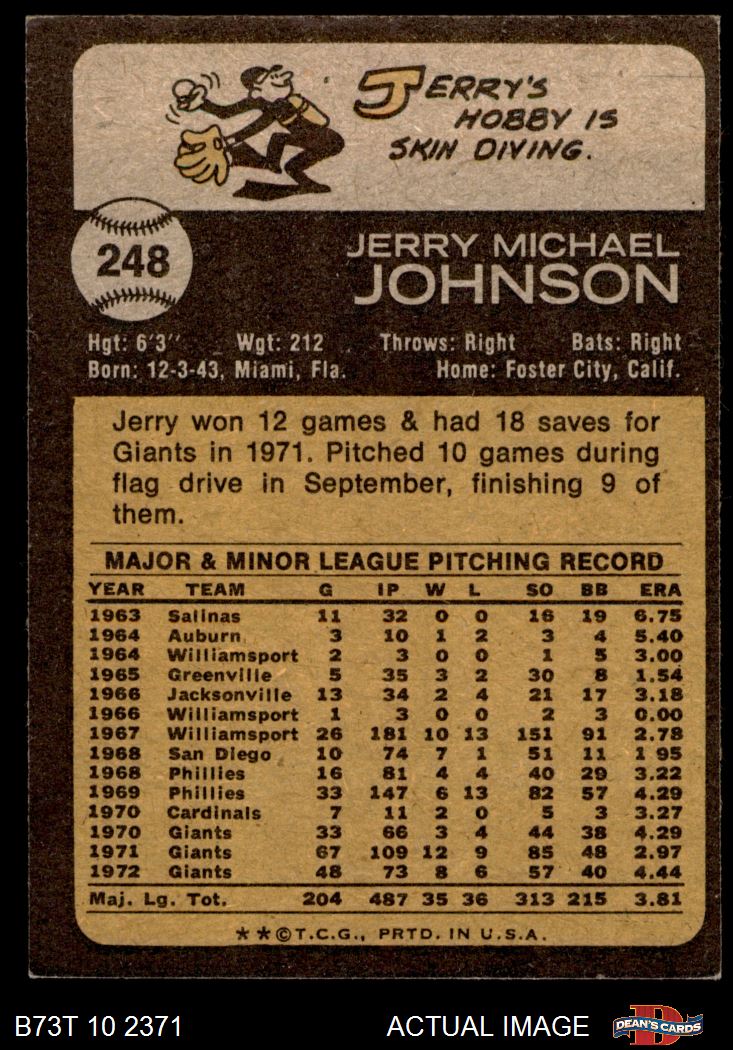 JERRY'S
HOBBY IS
SKIN DIVING.
248
JERRY MICHAEL
JOHNSON
Hgt: 6'3" Wgt: 212 Throws: Right Bats: Right
Born: 12-3-43, Miami, Fla. Home: Foster City, Calif.
Jerry won 12 games & had 18 saves for
Giants in 1971. Pitched 10 games during
flag drive in September, finishing 9 of
them.
MAJOR & MINOR LEAGUE PITCHING RECORD
YEAR TEAM G IP W L SO BB ERA
1963 Salinas 11 32 0 0 16 19 6.75
1964 Auburn 3 10 1 2 3 4 5.40
1964 Williamsport 2 3 0 0 1 5 3.00
1965 Greenville 5 35 3 2 30 8 1.54
1966 Jacksonville 13 34 2 4 21 17 3.18
1966 Williamsport 1 3 0 0 2 3 0.00
1967 Williamsport 26 181 10 13 151 91 2.78
1968 San Diego 10 74 7 1 51 11 1 95
1968 Phillies 16 81 4 4 40 29 3.22
1969 Phillies 33 147 6 13 82 57 4.29
1970 Cardinals 7 11 2 0 5 3 3.27
1970 Giants 33 66 3 4 44 38 4.29
1971 Giants 67 109 12 9 85 48 2.97
1972 Giants 48 73 8 6 57 40 4.44
Maj. Lg. Tot. 204 487 35 36 313 215 3.81
**©T.C.G., PRTD. IN U.S.A.
B73T 10 2371 ACTUAL IMAGE DEAN'S CARDS